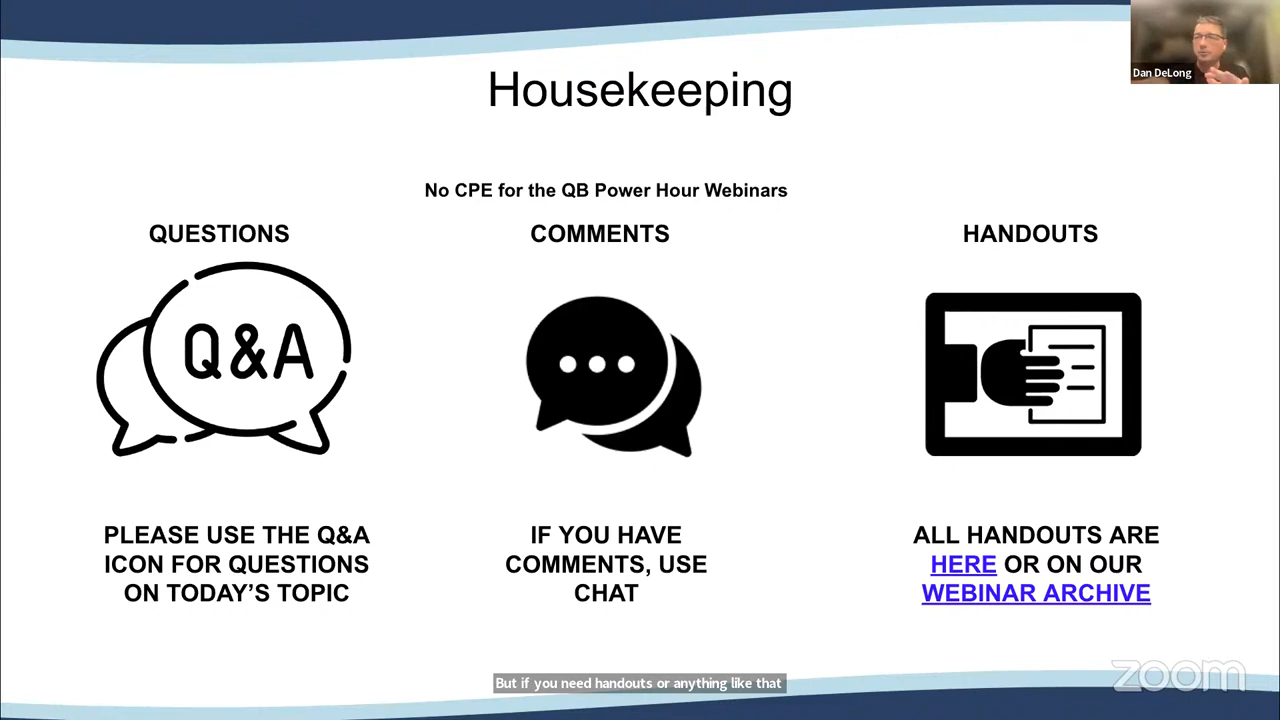 Dan DeLong
Housekeeping
No CPE for the QB Power Hour Webinars
QUESTIONS
COMMENTS
HANDOUTS
Q&A
PLEASE USE THE Q&A
ICON FOR QUESTIONS
ON TODAY'S TOPIC
IF YOU HAVE
COMMENTS, USE
CHAT
ALL HANDOUTS ARE
HERE OR ON OUR
WEBINAR ARCHIVE
But if you need handouts or anything like that
zoom